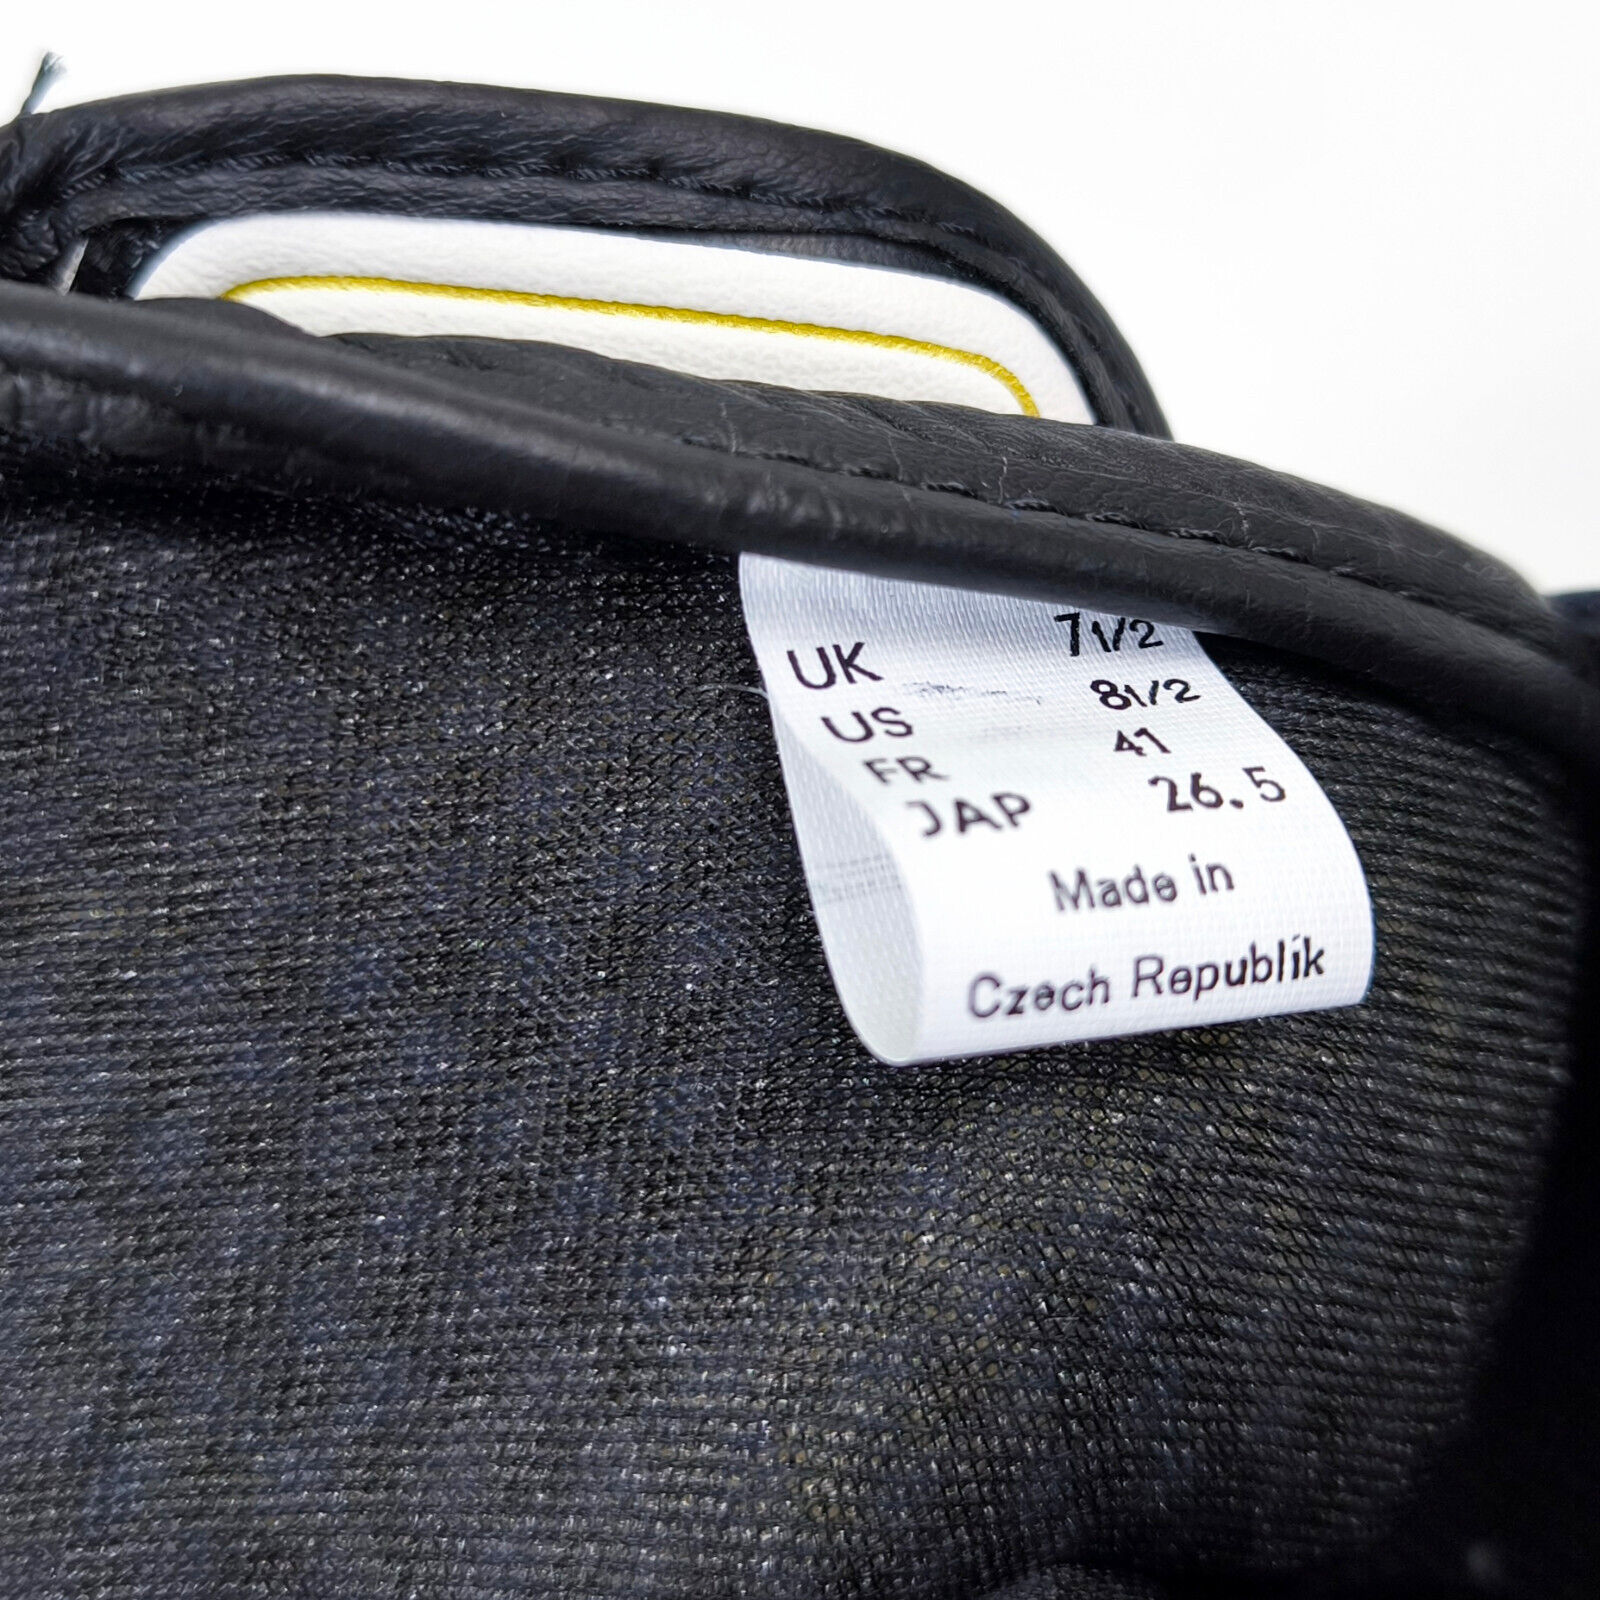 UK 7 1/2
US 8 1/2
FR 41
JAP 26.5
Made in
Czech Republik